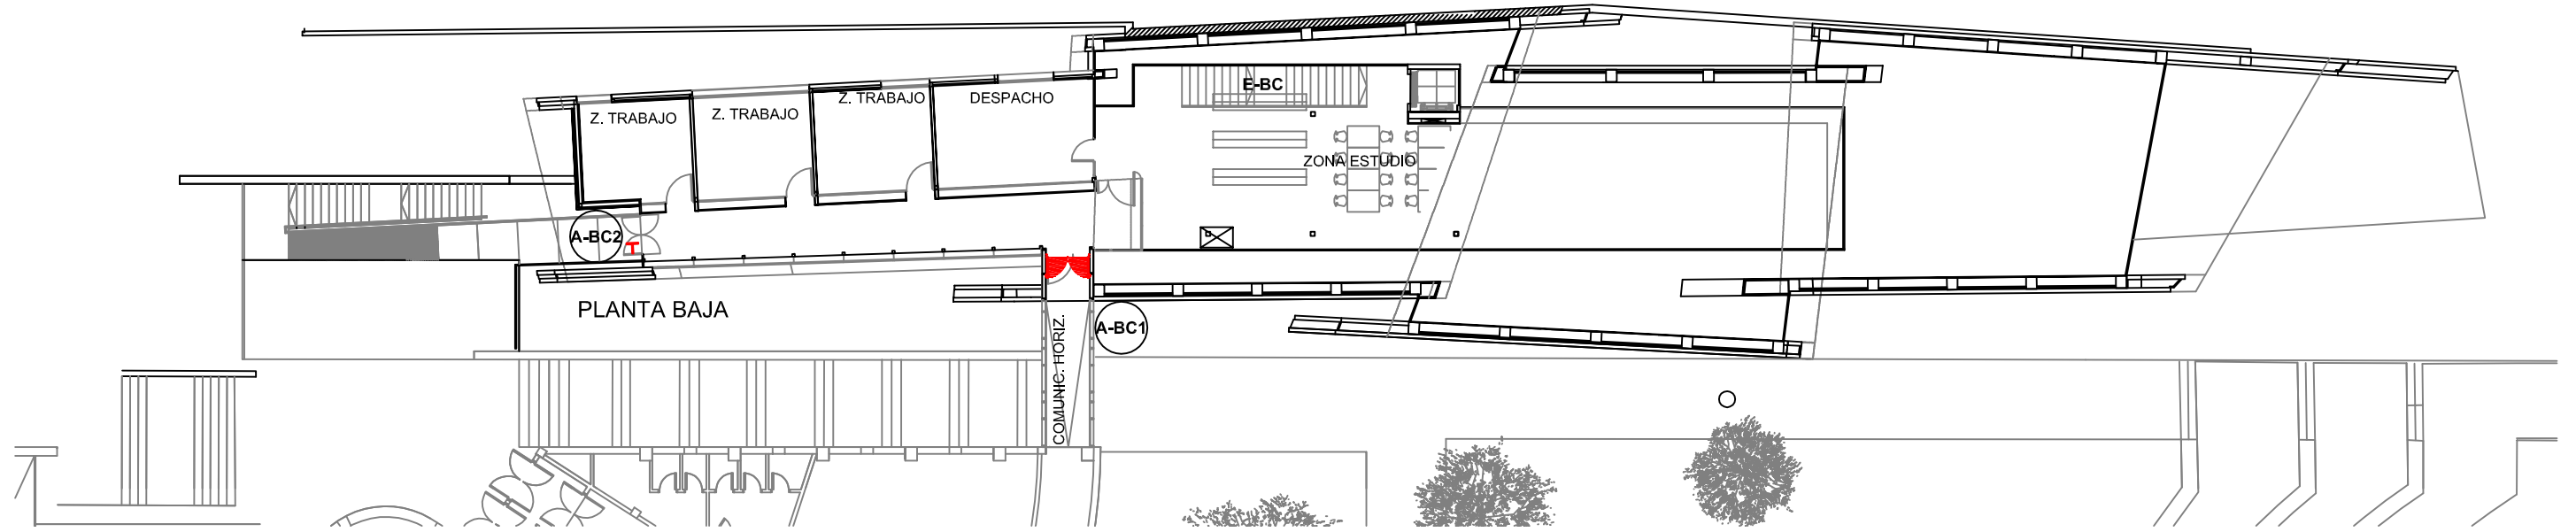 E-BC
Z. TRABAJO
Z. TRABAJO
Z. TRABAJO
DESPACHO
ZONA ESTUDIO
A-BC2
T
PLANTA BAJA
COMUNIC. HORIZ.
A-BC1